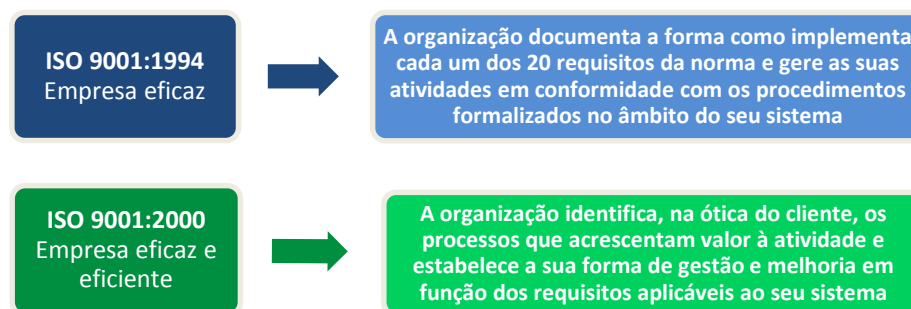 ISO 9001:1994
Empresa eficaz
A organização documenta a forma como implementa
cada um dos 20 requisitos da norma e gere as suas
atividades em conformidade com os procedimentos
formalizados no âmbito do seu sistema
ISO 9001:2000
Empresa eficaz e
eficiente
A organização identifica, na ótica do cliente, os
processos que acrescentam valor à atividade e
estabelece a sua forma de gestão e melhoria em
função dos requisitos aplicáveis ao seu sistema